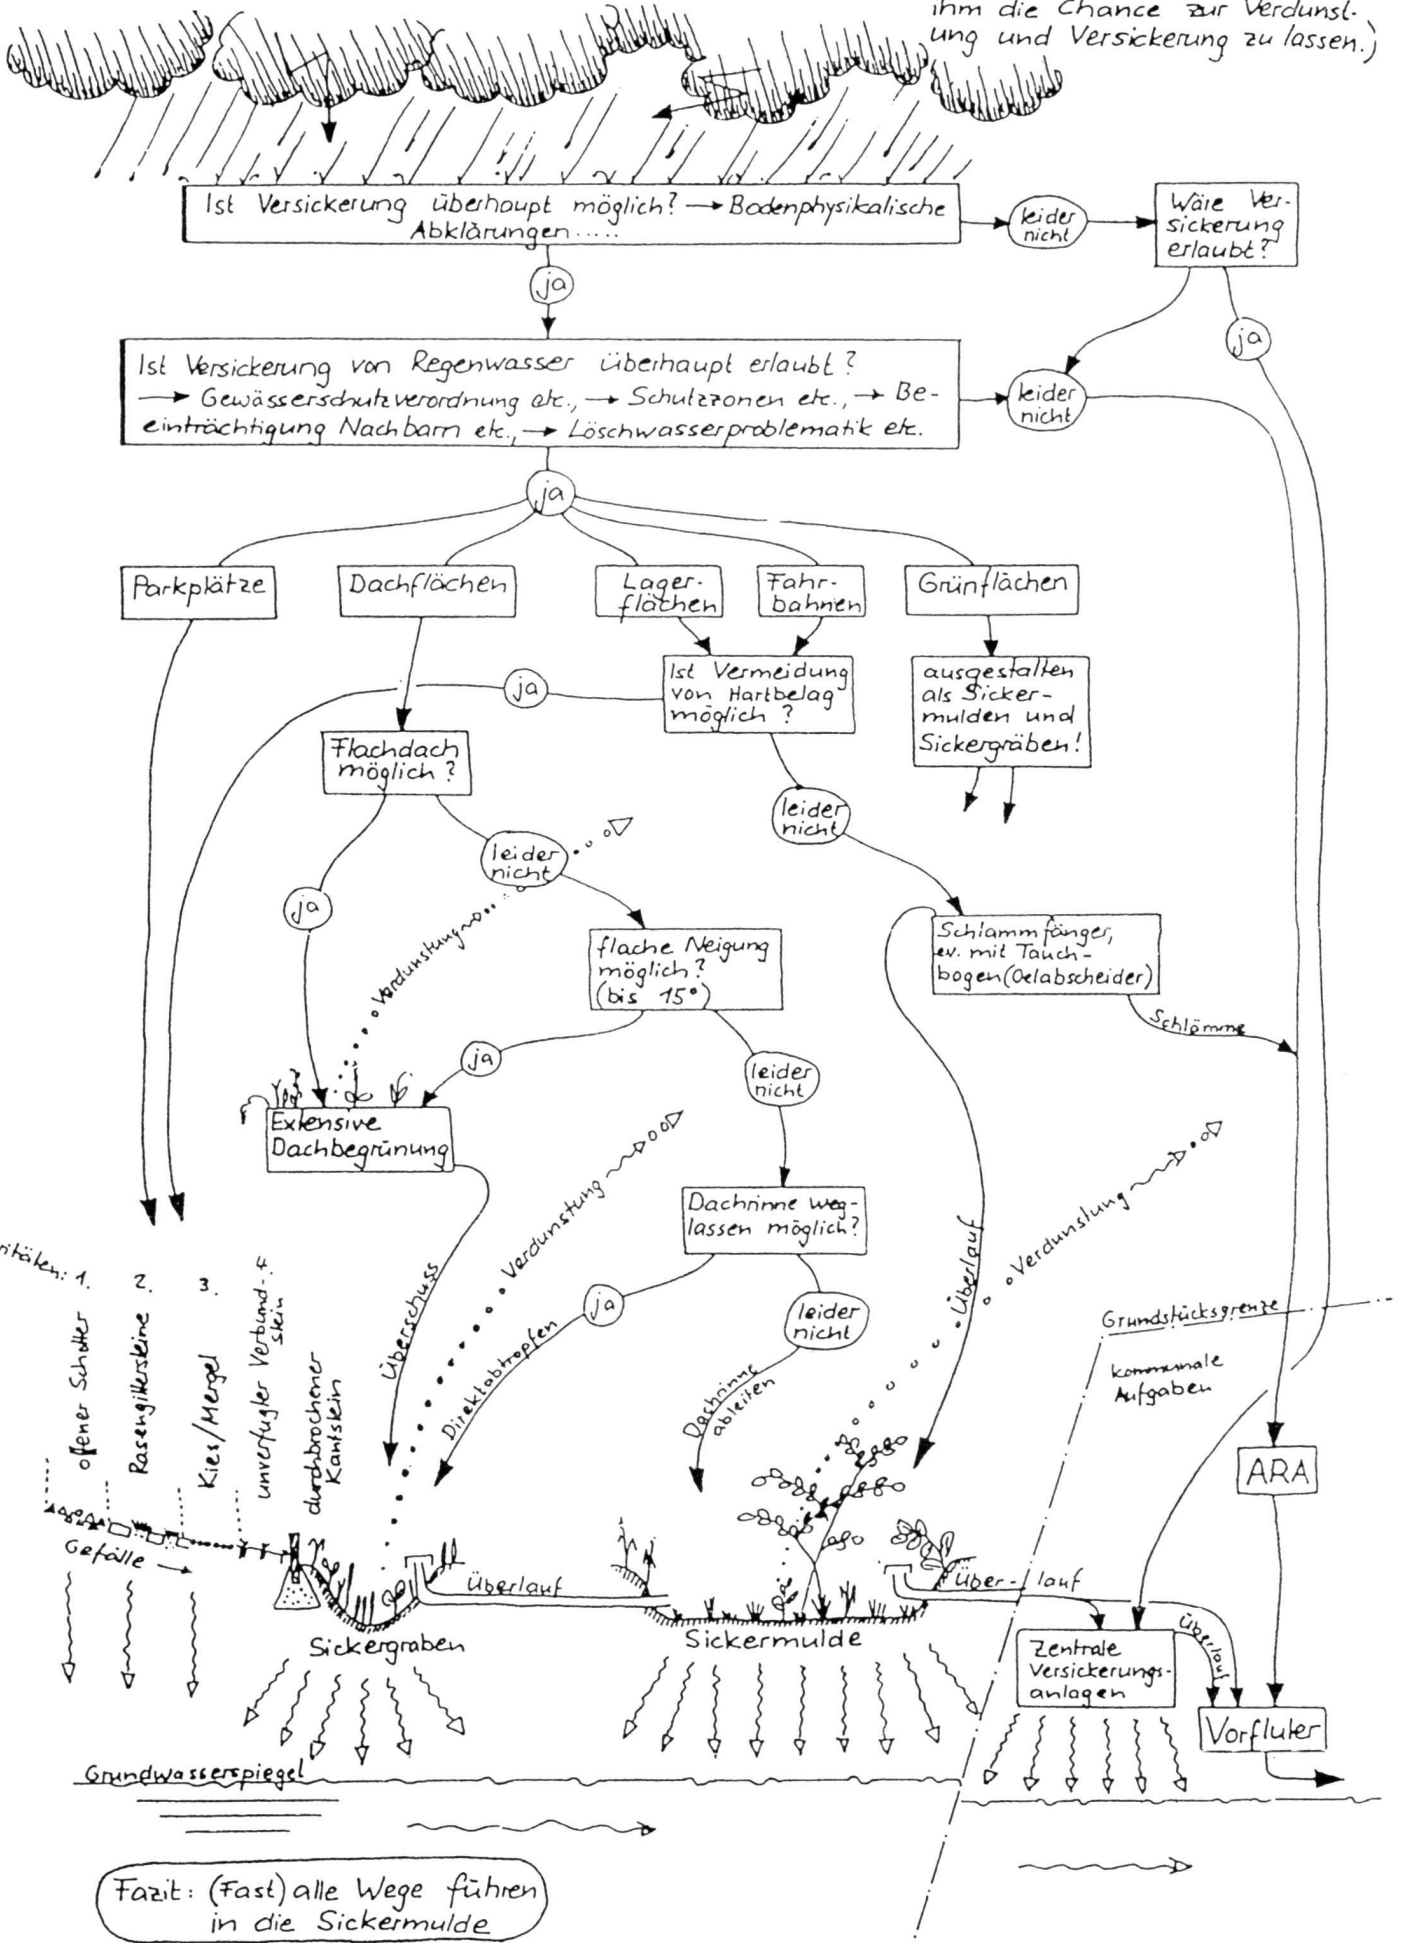 ihm die Chance zur Verdunst-
ung und Versickerung zu lassen.)
Ist Versickerung überhaupt möglich? → Bodenphysikalische
Abklärungen.....
leider
nicht
Wäre Ver-
sickerung
erlaubt?
ja
ja
Ist Versickerung von Regenwasser überhaupt erlaubt?
→ Gewässerschutzverordnung etc., → Schutzzonen etc., → Be-
einträchtigung Nachbarn etc., → Löschwasserproblematik etc.
leider
nicht
ja
Parkplätze
Dachflächen
Lager-
flächen
Fahr-
bahnen
Grünflächen
Ist Vermeidung
von Hartbelag
möglich?
ausgestalten
als Sicker-
mulden und
Sickergräben!
ja
Flachdach
möglich?
leider
nicht
leider
nicht
ja
Verdunstung
flache Neigung
möglich?
(bis 15°)
Schlammfänger,
ev. mit Tauch-
bogen (Oelabscheider)
Schlämme
ja
leider
nicht
Extensive
Dachbegrünung
Dachrinne weg-
lassen möglich?
Überschuss
Verdunstung
Überlauf
Verdunstung
ja
leider
nicht
Direktabtropfen
Dachrinne
ableiten
Grundstücksgrenze
kommunale
Aufgaben
ritäten: 1.
2.
3.
4.
offener Schotter
Rasengittersteine
Kies/Mergel
unverfugter Verbund-
stein
durchbrochener
Kantstein
ARA
Gefälle →
Überlauf
Über-lauf
Sickergraben
Sickermulde
Zentrale
Versickerungs-
anlagen
Überlauf
Vorfluter
Grundwasserspiegel
Fazit: (Fast) alle Wege führen
in die Sickermulde